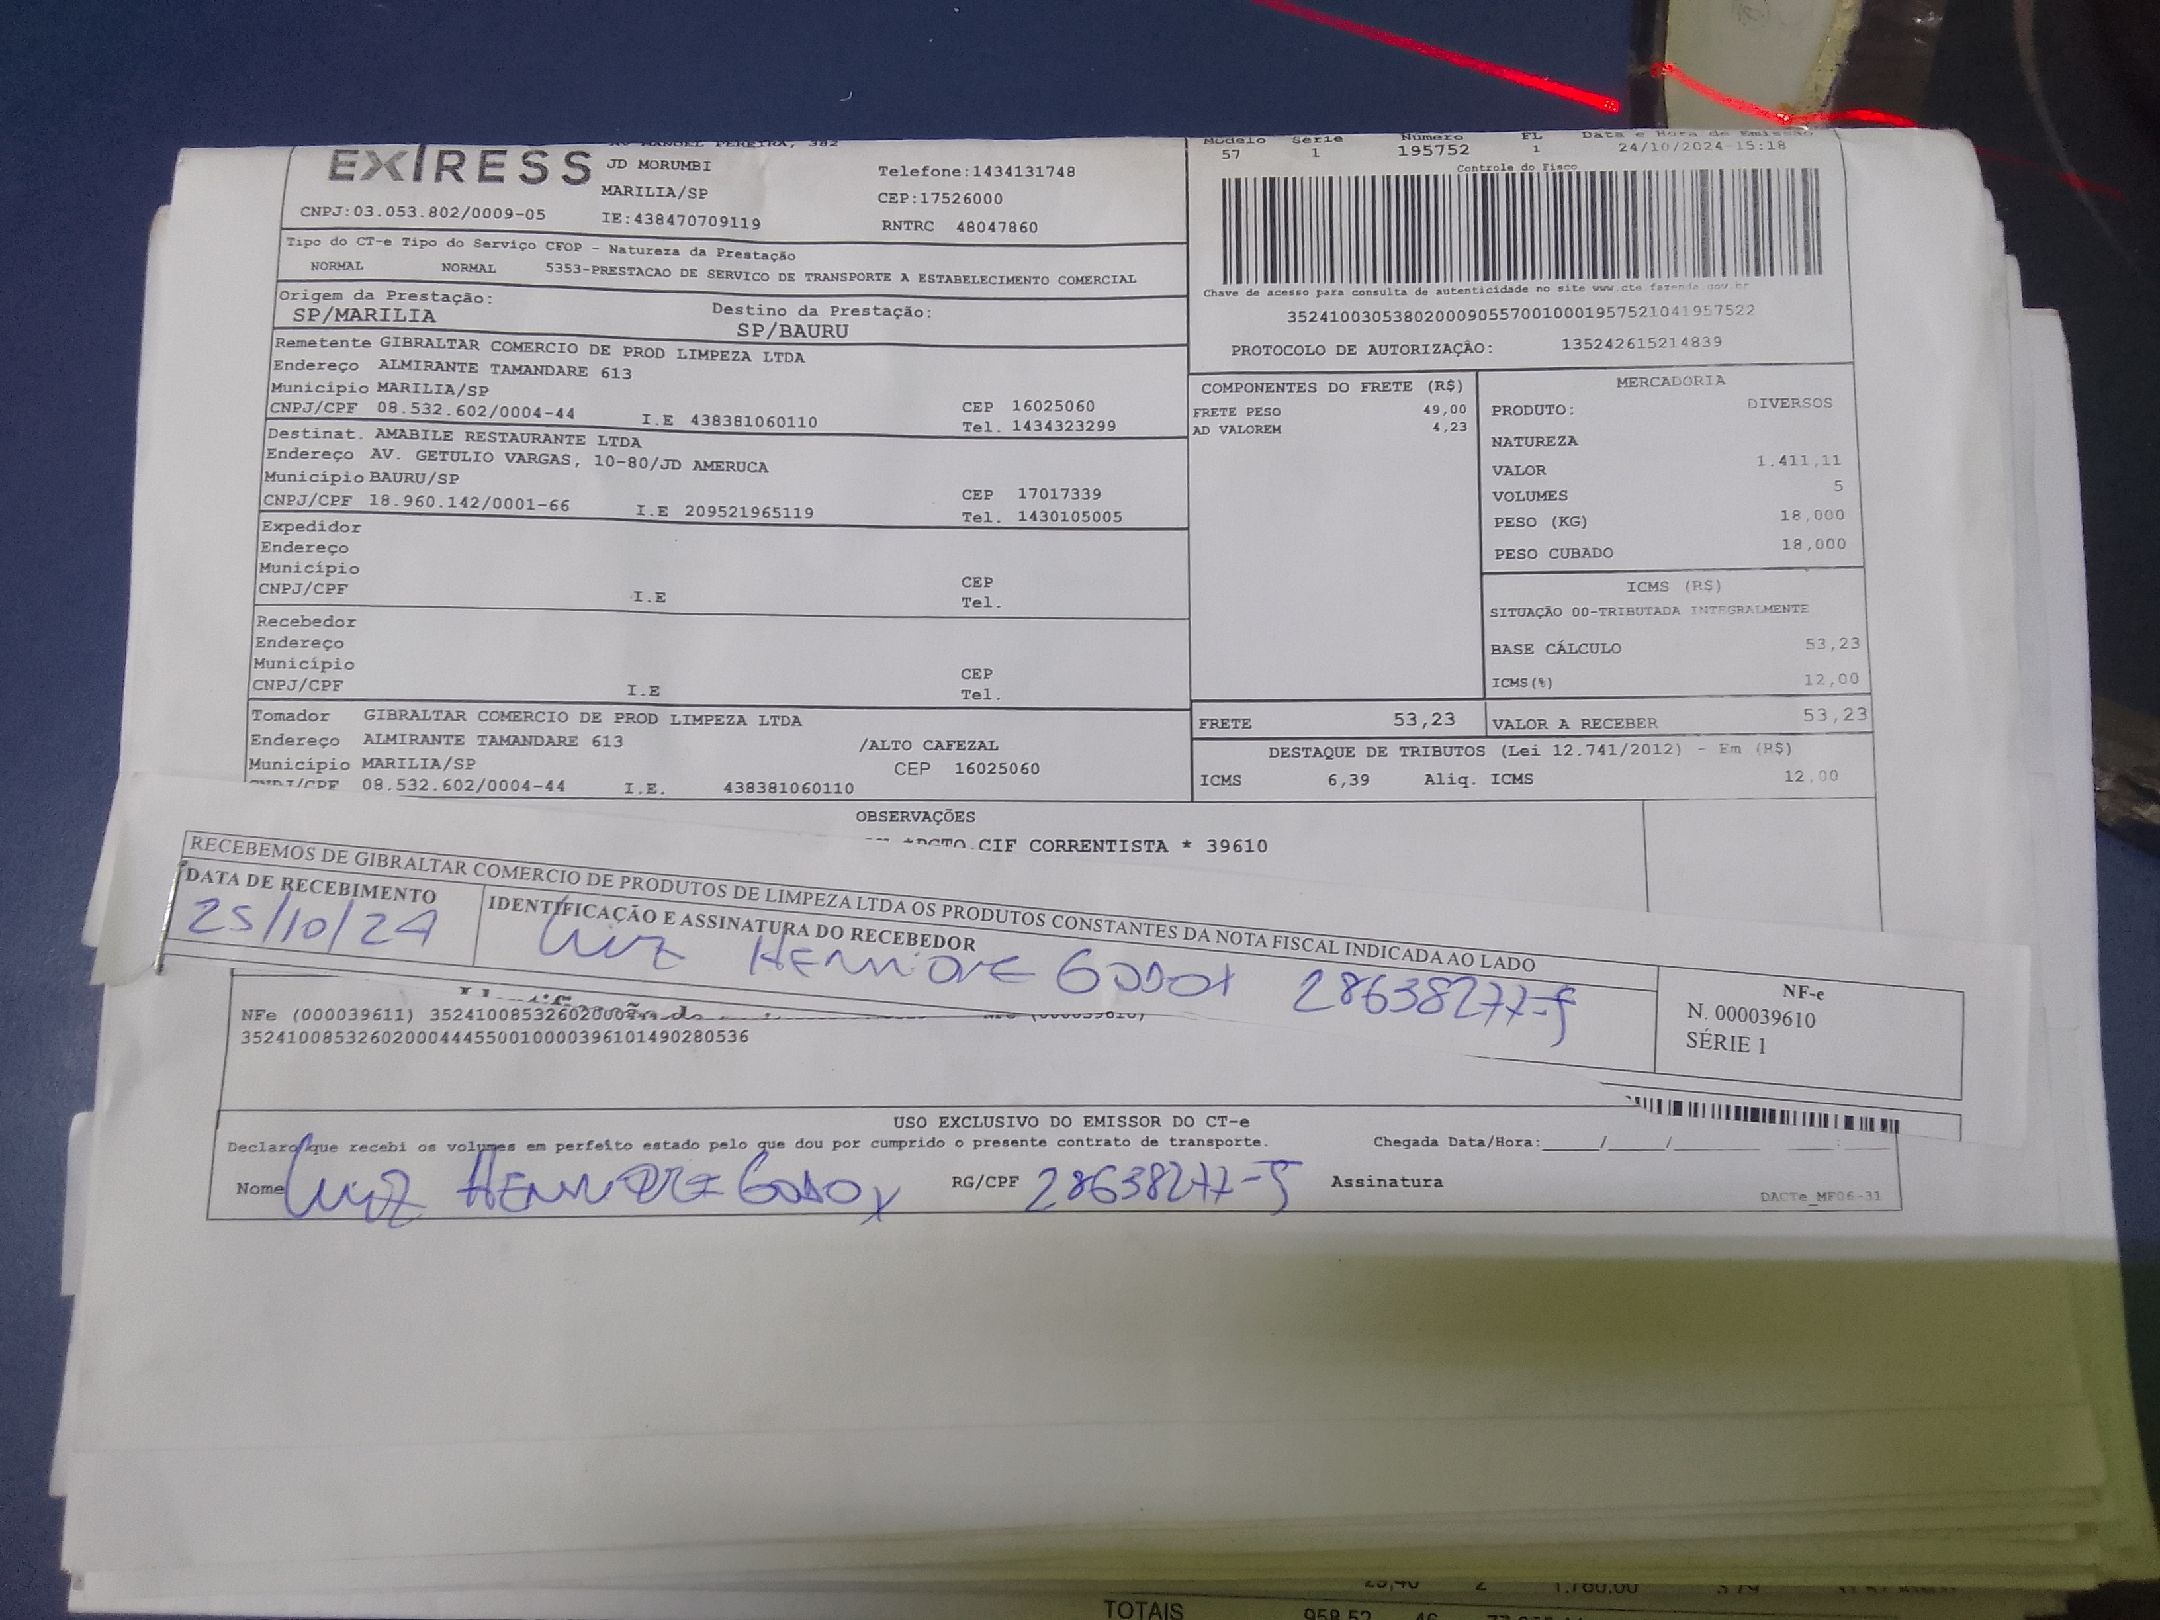 EXPRESS
JD MORUMBI
MARILIA/SP
CNPJ:03.053.802/0009-05 IE:438470709119
Telefone:1434131748
CEP:17526000
RNTRC 48047860
Modelo Serie Número FL Data e Hora de Emissão
57 1 195752 1 24/10/2024 15:18
Controle do Fisco
Chave de acesso para consulta de autenticidade no site www.cte.fazenda.gov.br
35241003053802000905570010001957521041957522
PROTOCOLO DE AUTORIZAÇÃO: 135242615214839
Tipo do CT-e Tipo do Serviço CFOP - Natureza da Prestação
NORMAL NORMAL 5353-PRESTACAO DE SERVICO DE TRANSPORTE A ESTABELECIMENTO COMERCIAL
Origem da Prestação: Destino da Prestação:
SP/MARILIA SP/BAURU
Remetente GIBRALTAR COMERCIO DE PROD LIMPEZA LTDA
Endereço ALMIRANTE TAMANDARE 613
Município MARILIA/SP CEP 16025060
CNPJ/CPF 08.532.602/0004-44 I.E 438381060110 Tel. 1434323299
Destinat. AMABILE RESTAURANTE LTDA
Endereço AV. GETULIO VARGAS, 10-80/JD AMERUCA
Município BAURU/SP CEP 17017339
CNPJ/CPF 18.960.142/0001-66 I.E 209521965119 Tel. 1430105005
Expedidor
Endereço
Município CEP
CNPJ/CPF I.E Tel.
Recebedor
Endereço
Município CEP
CNPJ/CPF I.E Tel.
Tomador GIBRALTAR COMERCIO DE PROD LIMPEZA LTDA
Endereço ALMIRANTE TAMANDARE 613 /ALTO CAFEZAL
Município MARILIA/SP CEP 16025060
CNPJ/CPF 08.532.602/0004-44 I.E. 438381060110
COMPONENTES DO FRETE (R$)
FRETE PESO 49,00
AD VALOREM 4,23
MERCADORIA
PRODUTO: DIVERSOS
NATUREZA
VALOR 1.411,11
VOLUMES 5
PESO (KG) 18,000
PESO CUBADO 18,000
ICMS (R$)
SITUAÇÃO 00-TRIBUTADA INTEGRALMENTE
BASE CÁLCULO 53,23
ICMS(%) 12,00
FRETE 53,23 VALOR A RECEBER 53,23
DESTAQUE DE TRIBUTOS (Lei 12.741/2012) - Em (R$)
ICMS 6,39 Aliq. ICMS 12,00
OBSERVAÇÕES
CIF CORRENTISTA * 39610
RECEBEMOS DE GIBRALTAR COMERCIO DE PRODUTOS DE LIMPEZA LTDA OS PRODUTOS CONSTANTES DA NOTA FISCAL INDICADA AO LADO
DATA DE RECEBIMENTO IDENTIFICAÇÃO E ASSINATURA DO RECEBEDOR
25/10/24 LUIZ HENRIQUE GODOY 28638277-5
NF-e
N. 000039610
SÉRIE 1
NFe (000039611)
35241008532602000444550010000396101490280536
USO EXCLUSIVO DO EMISSOR DO CT-e
Declaro que recebi os volumes em perfeito estado pelo que dou por cumprido o presente contrato de transporte. Chegada Data/Hora:
Nome LUIZ HENRIQUE GODOY RG/CPF 28638277-5 Assinatura
DACTe_MF06-31
TOTAIS 958,52 46